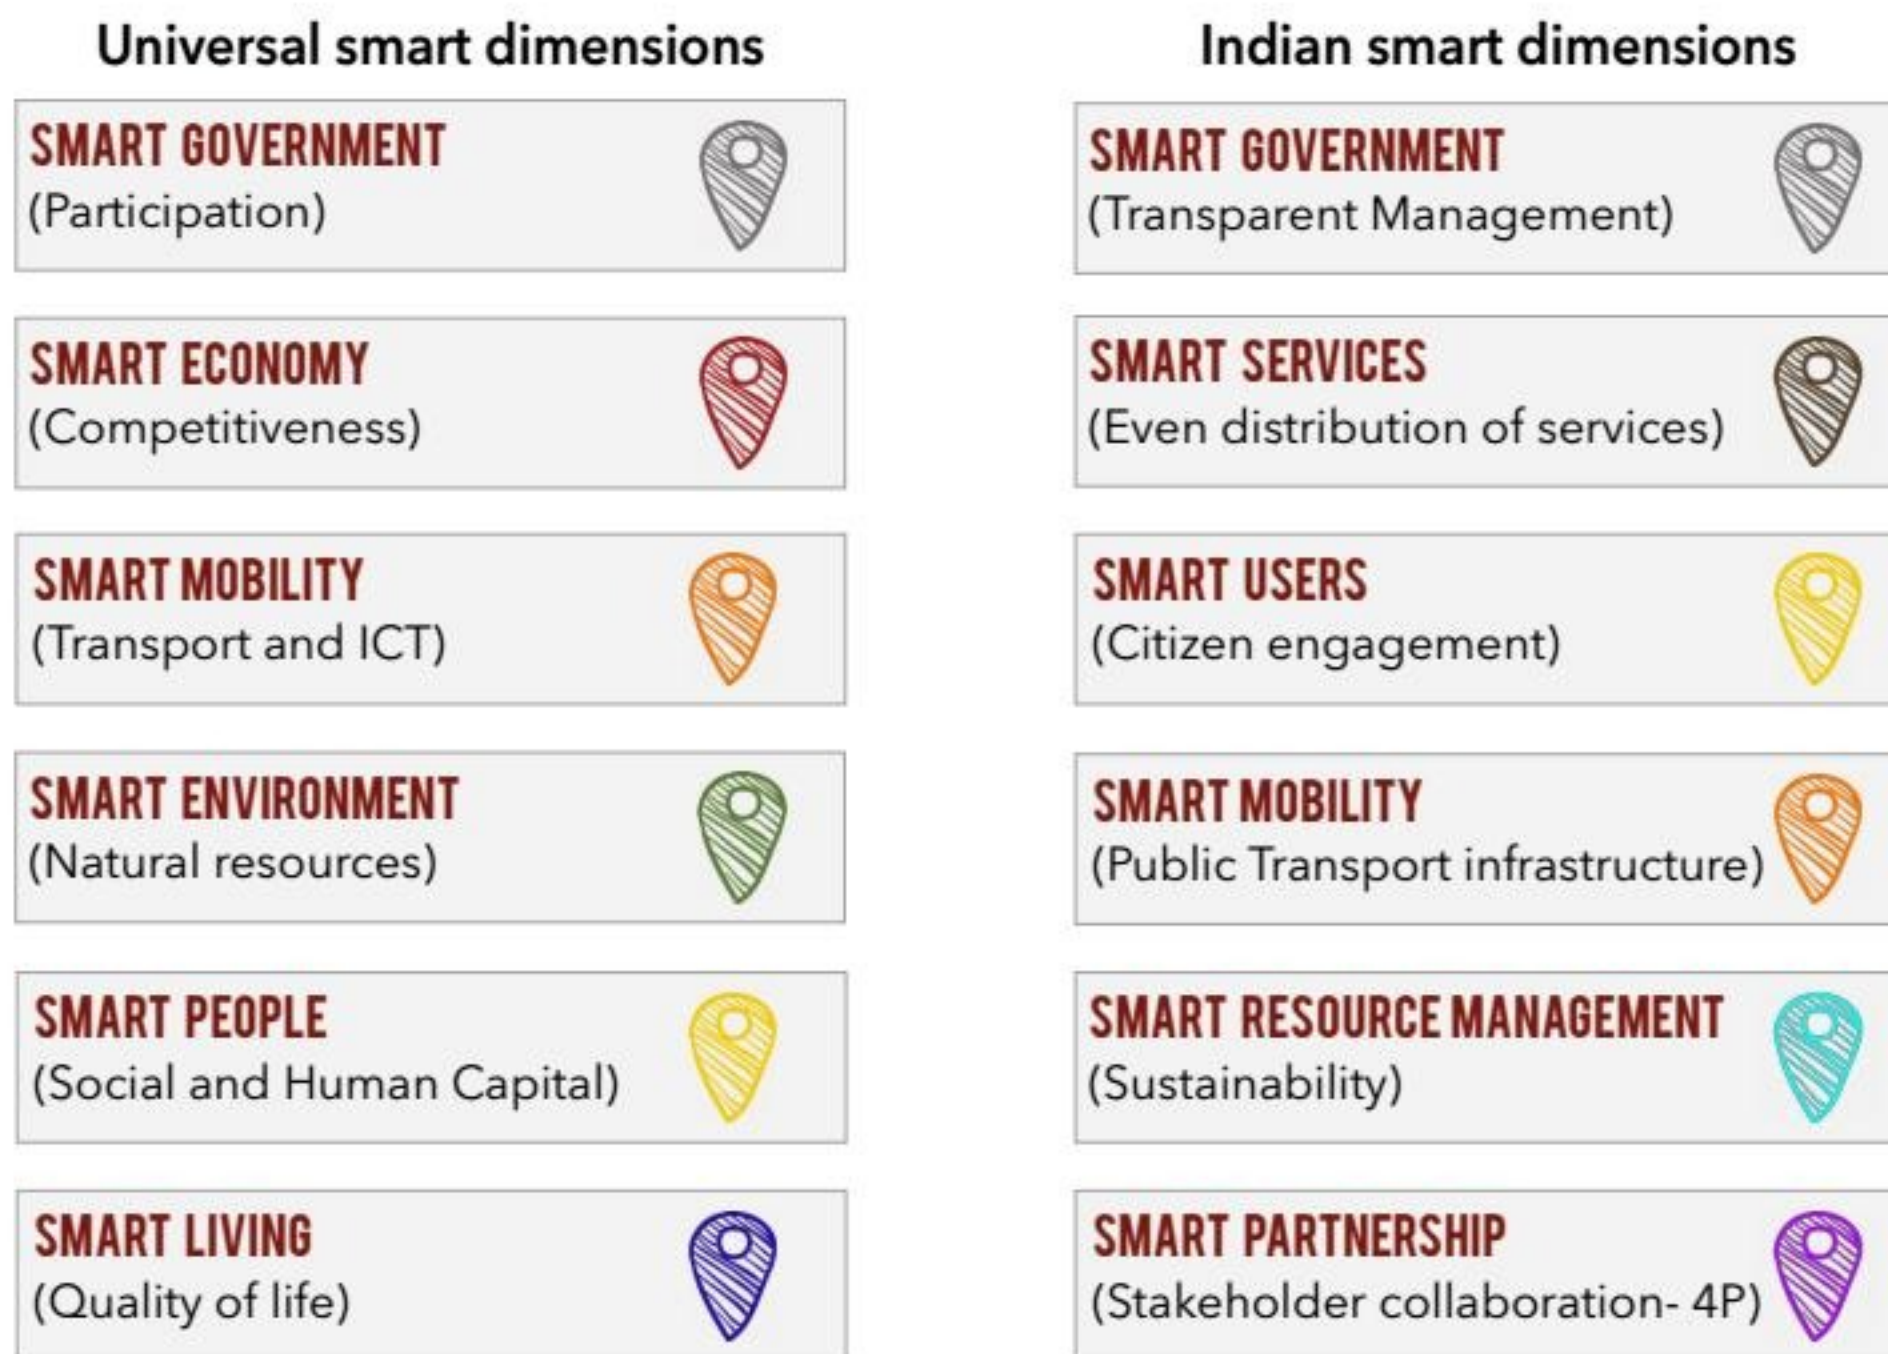 Universal smart dimensions
SMART GOVERNMENT
(Participation)
SMART ECONOMY
(Competitiveness)
SMART MOBILITY
(Transport and ICT)
SMART ENVIRONMENT
(Natural resources)
SMART PEOPLE
(Social and Human Capital)
SMART LIVING
(Quality of life)
Indian smart dimensions
SMART GOVERNMENT
(Transparent Management)
SMART SERVICES
(Even distribution of services)
SMART USERS
(Citizen engagement)
SMART MOBILITY
(Public Transport infrastructure)
SMART RESOURCE MANAGEMENT
(Sustainability)
SMART PARTNERSHIP
(Stakeholder collaboration- 4P)